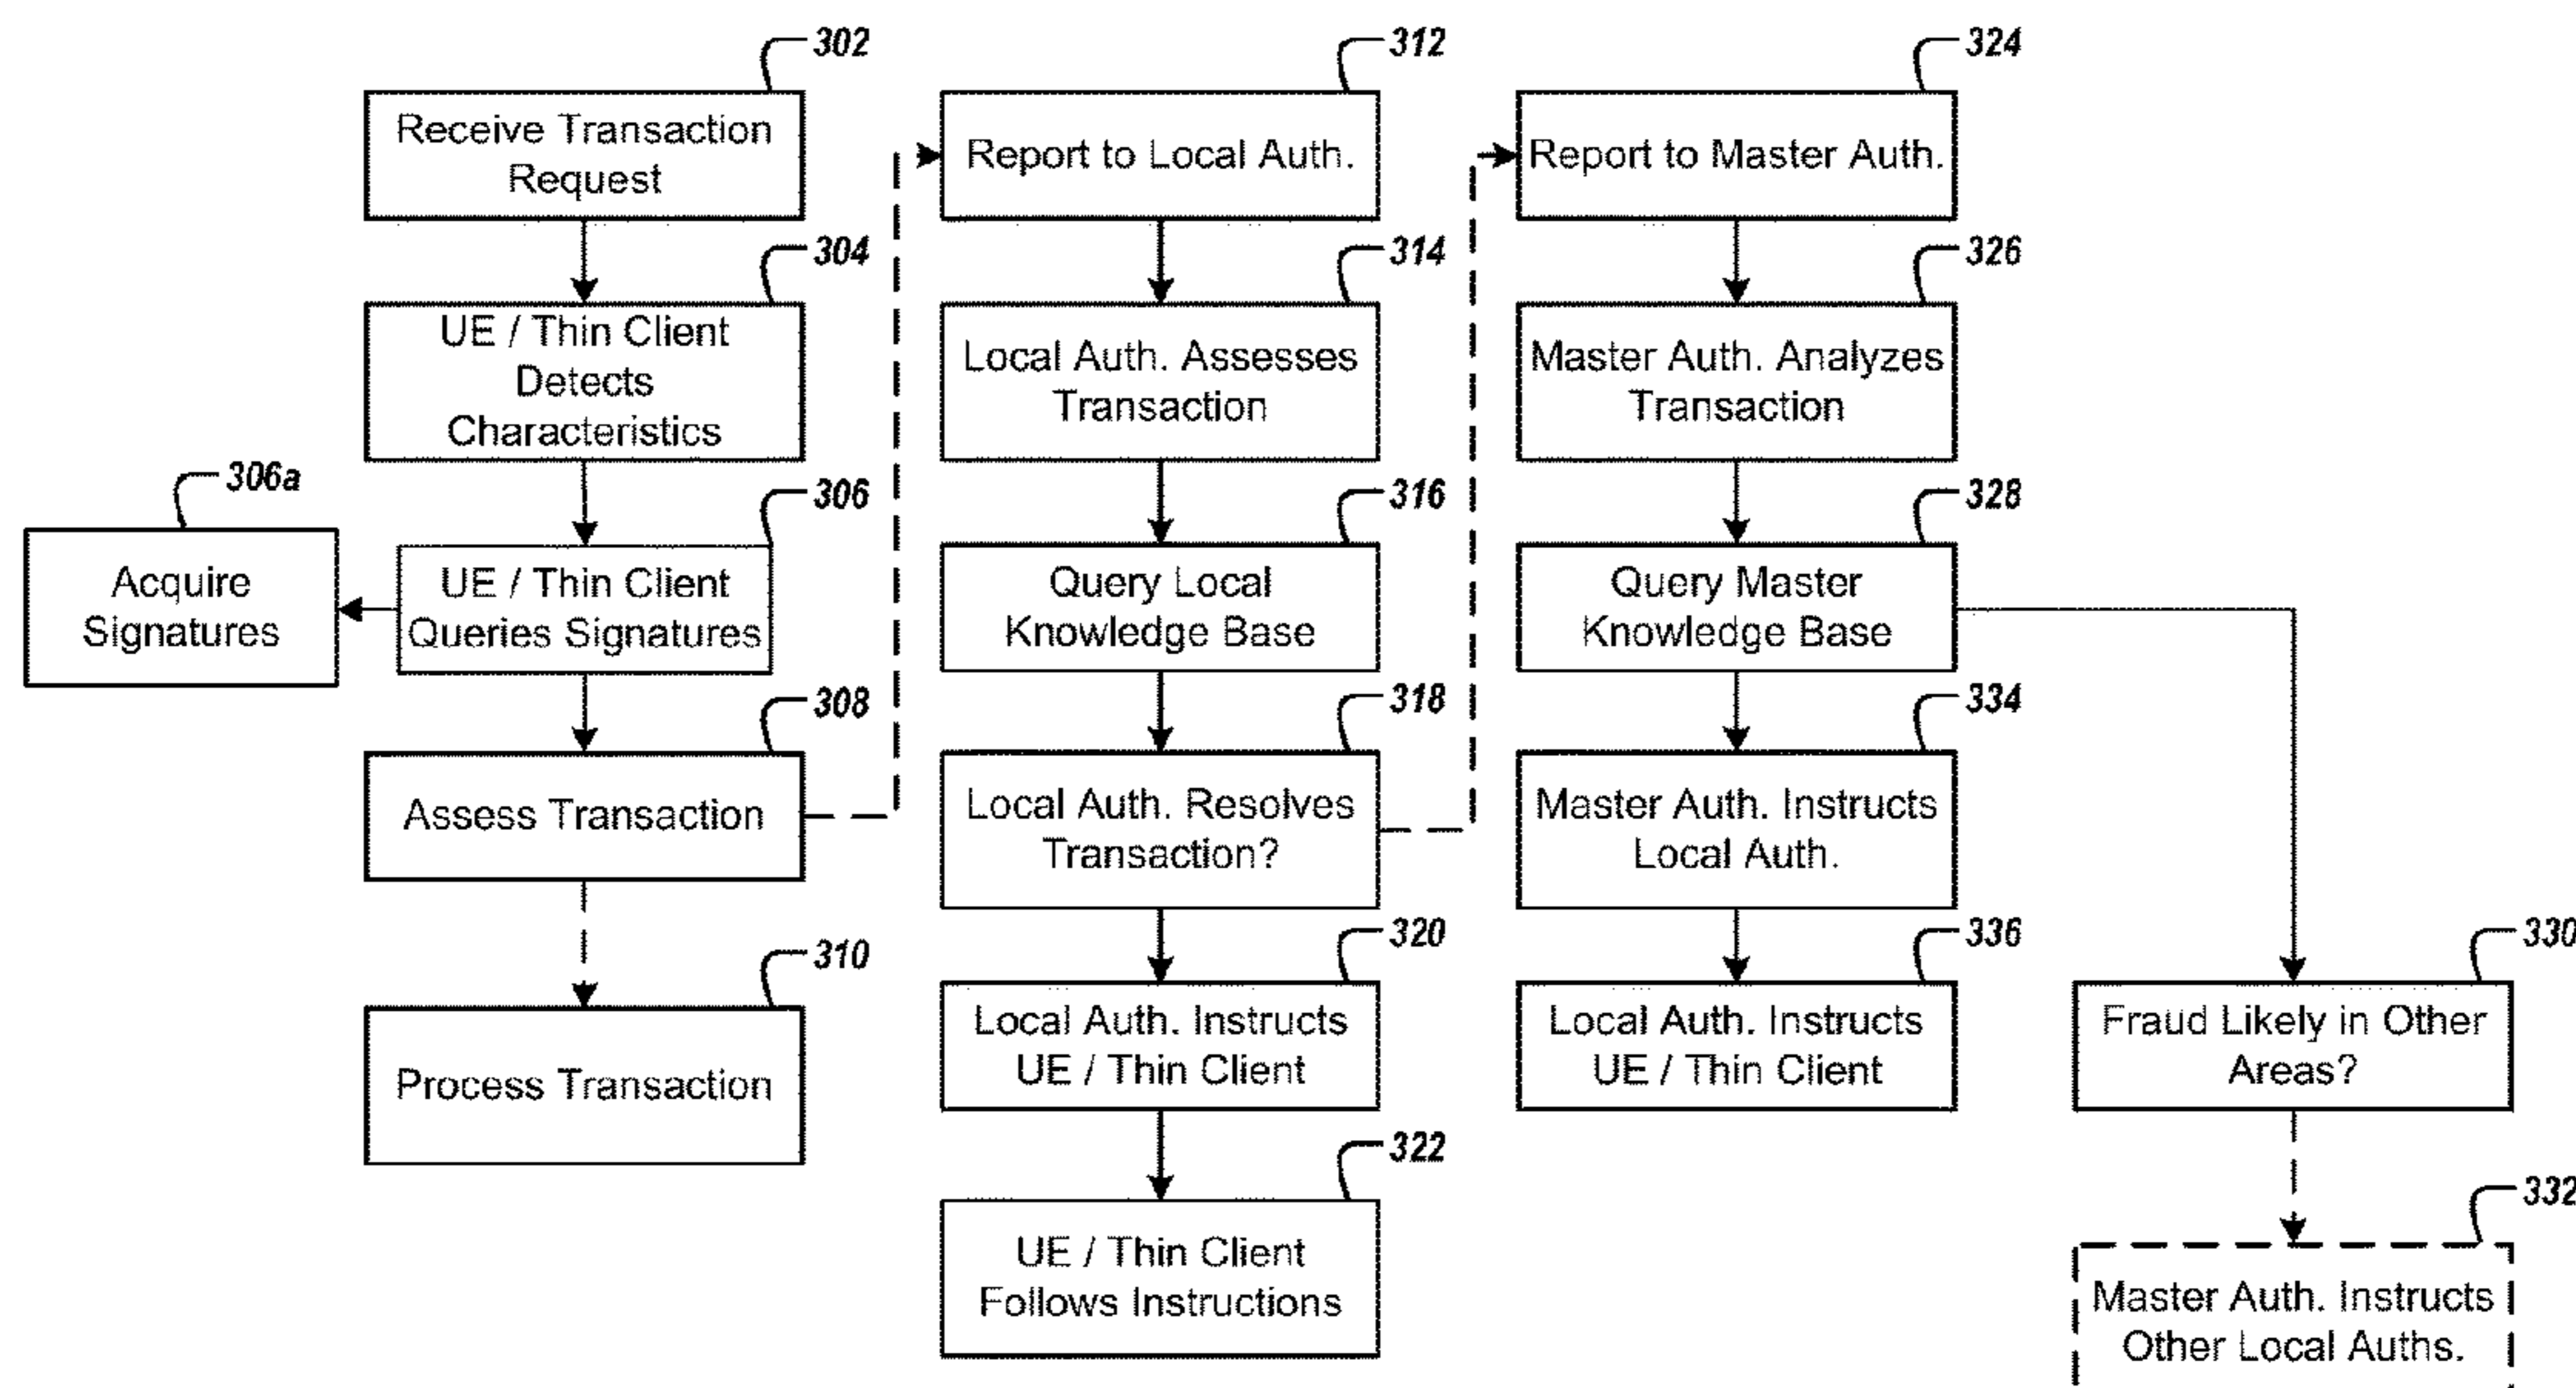 302
Receive Transaction
Request
304
UE / Thin Client
Detects
Characteristics
306a
Acquire
Signatures
306
UE / Thin Client
Queries Signatures
308
Assess Transaction
310
Process Transaction
312
Report to Local Auth.
314
Local Auth. Assesses
Transaction
316
Query Local
Knowledge Base
318
Local Auth. Resolves
Transaction?
320
Local Auth. Instructs
UE / Thin Client
322
UE / Thin Client
Follows Instructions
324
Report to Master Auth.
326
Master Auth. Analyzes
Transaction
328
Query Master
Knowledge Base
334
Master Auth. Instructs
Local Auth.
336
Local Auth. Instructs
UE / Thin Client
330
Fraud Likely in Other
Areas?
332
Master Auth. Instructs
Other Local Auths.